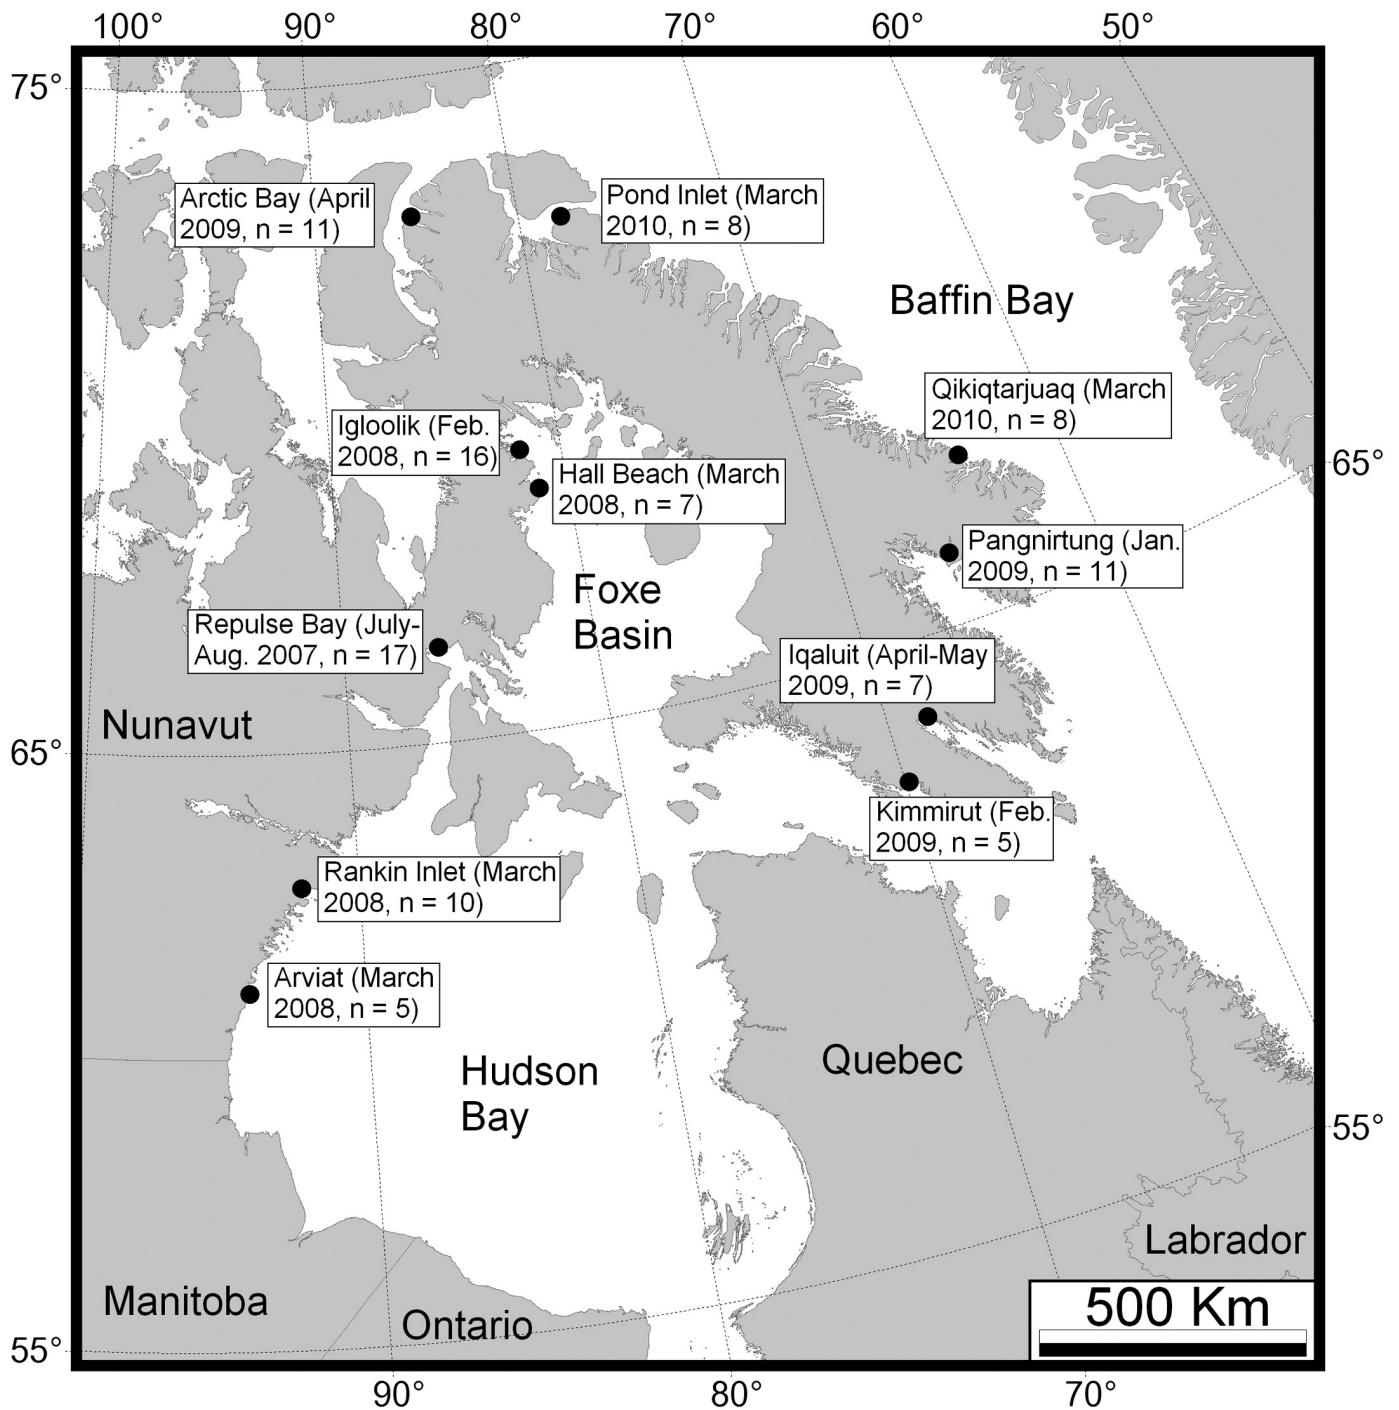 100° 90° 80° 70° 60° 50°
75°
Arctic Bay (April
2009, n = 11)
Pond Inlet (March
2010, n = 8)
Baffin Bay
Qikiqtarjuaq (March
2010, n = 8)
Igloolik (Feb.
2008, n = 16)
Hall Beach (March
2008, n = 7)
65°
Pangnirtung (Jan.
2009, n = 11)
Foxe
Basin
Repulse Bay (July-
Aug. 2007, n = 17)
Iqaluit (April-May
2009, n = 7)
Nunavut
65°
Kimmirut (Feb.
2009, n = 5)
Rankin Inlet (March
2008, n = 10)
Arviat (March
2008, n = 5)
Hudson
Bay
Quebec
55°
Labrador
Manitoba
Ontario
500 Km
55°
90° 80° 70°